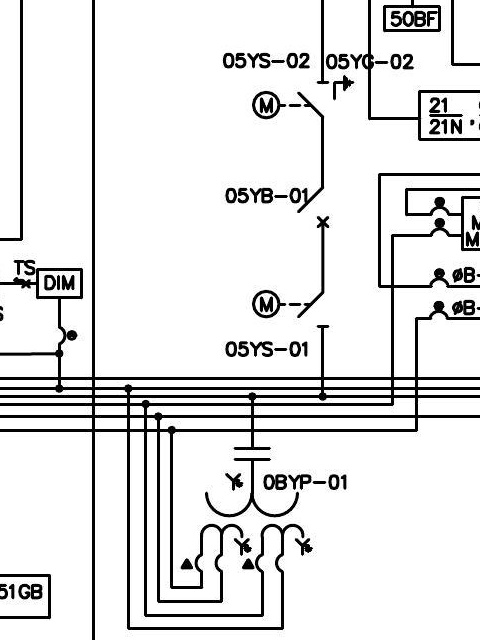 50BF
05YS-02 05YG-02
21
21N
M
05YB-01
TS
DIM
M
05YS-01
ØB-
ØB-
0BYP-01
51GB